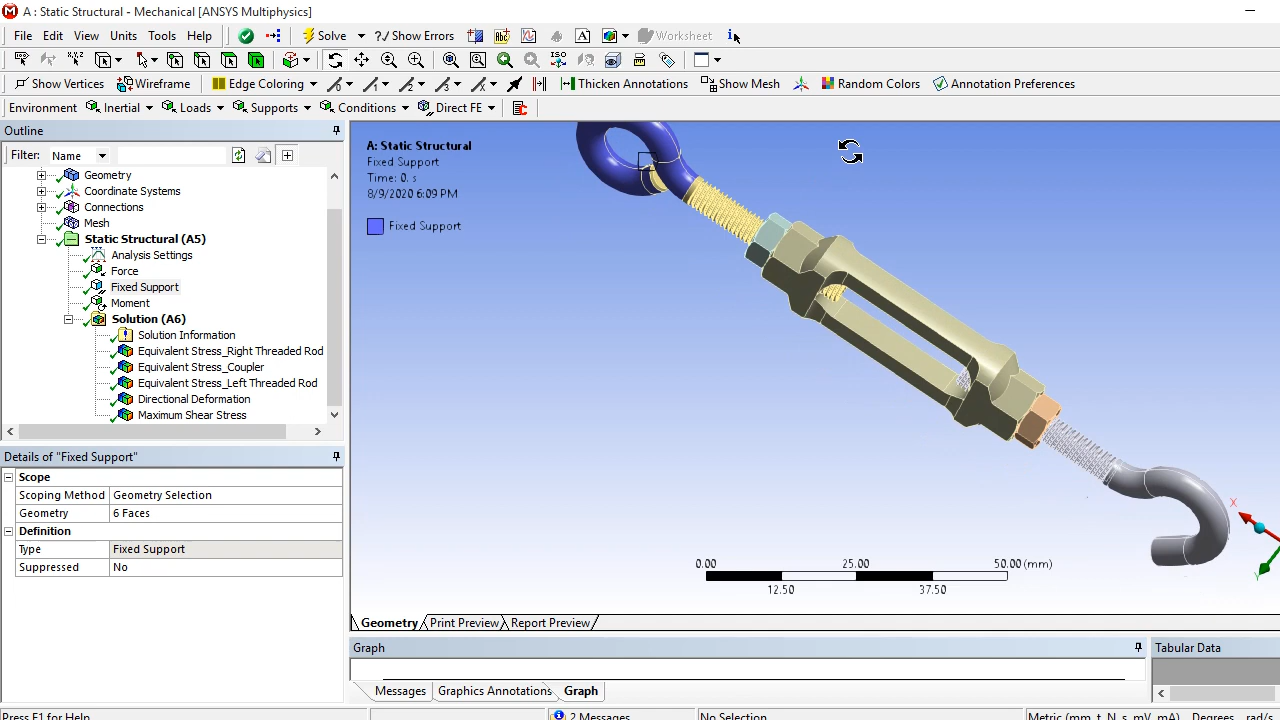 A : Static Structural - Mechanical [ANSYS Multiphysics]
File Edit View Units Tools Help Solve ?/ Show Errors Worksheet i
Show Vertices Wireframe Edge Coloring Thicken Annotations Show Mesh Random Colors Annotation Preferences
Environment Inertial Loads Supports Conditions Direct FE
Outline
Filter: Name
Geometry
Coordinate Systems
Connections
Mesh
Static Structural (A5)
Analysis Settings
Force
Fixed Support
Moment
Solution (A6)
Solution Information
Equivalent Stress_Right Threaded Rod
Equivalent Stress_Coupler
Equivalent Stress_Left Threaded Rod
Directional Deformation
Maximum Shear Stress
Details of "Fixed Support"
Scope
Scoping Method Geometry Selection
Geometry 6 Faces
Definition
Type Fixed Support
Suppressed No
A: Static Structural
Fixed Support
Time: 0. s
8/9/2020 6:09 PM
Fixed Support
X
Y
0.00 25.00 50.00 (mm)
12.50 37.50
Geometry Print Preview Report Preview
Graph
Tabular Data
Messages Graphics Annotations Graph
Press F1 for Help 2 Messages No Selection Metric (mm, t, N, s, mV, mA) Degrees rad/s